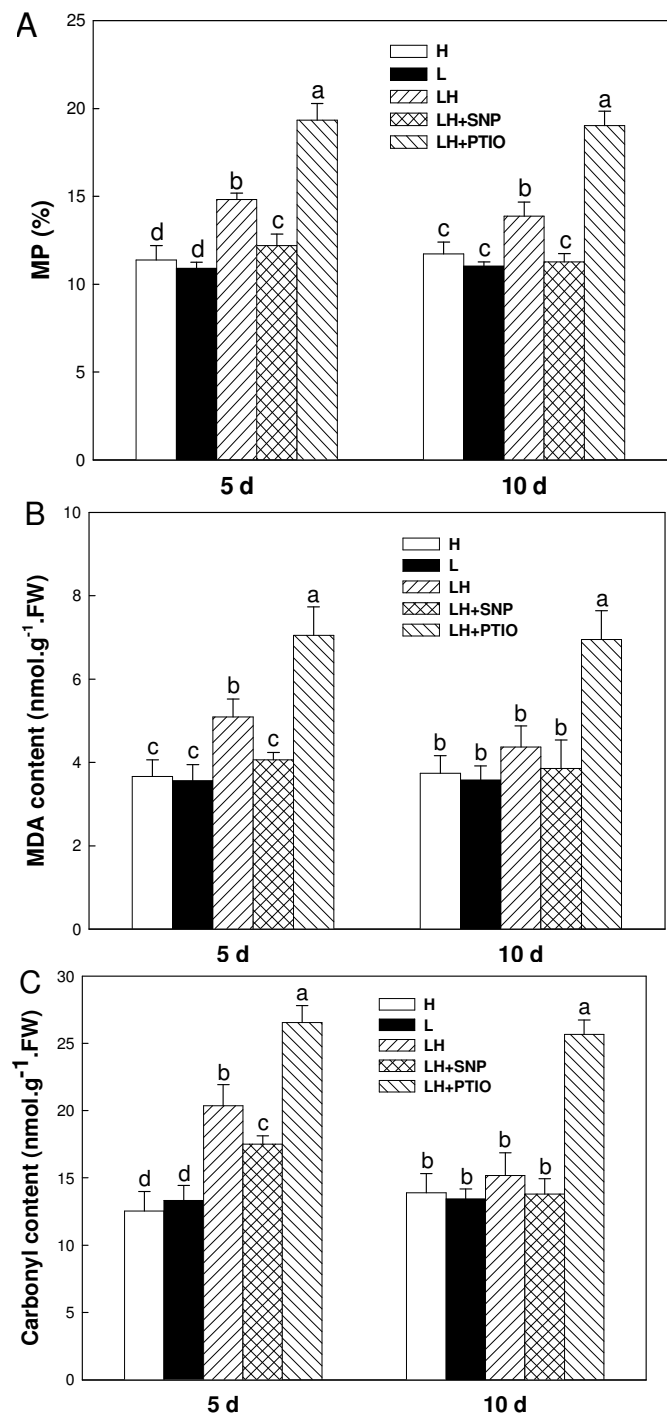 A
MP (%)
25
20
15
10
5
0
H
L
LH
LH+SNP
LH+PTIO
d d b c a
c c b c a
5 d 10 d
B
MDA content (nmol.g-1.FW)
10
8
6
4
2
0
H
L
LH
LH+SNP
LH+PTIO
c c b c a
b b b b a
5 d 10 d
C
Carbonyl content (nmol.g-1.FW)
30
25
20
15
10
5
0
H
L
LH
LH+SNP
LH+PTIO
d d b c a
b b b b a
5 d 10 d